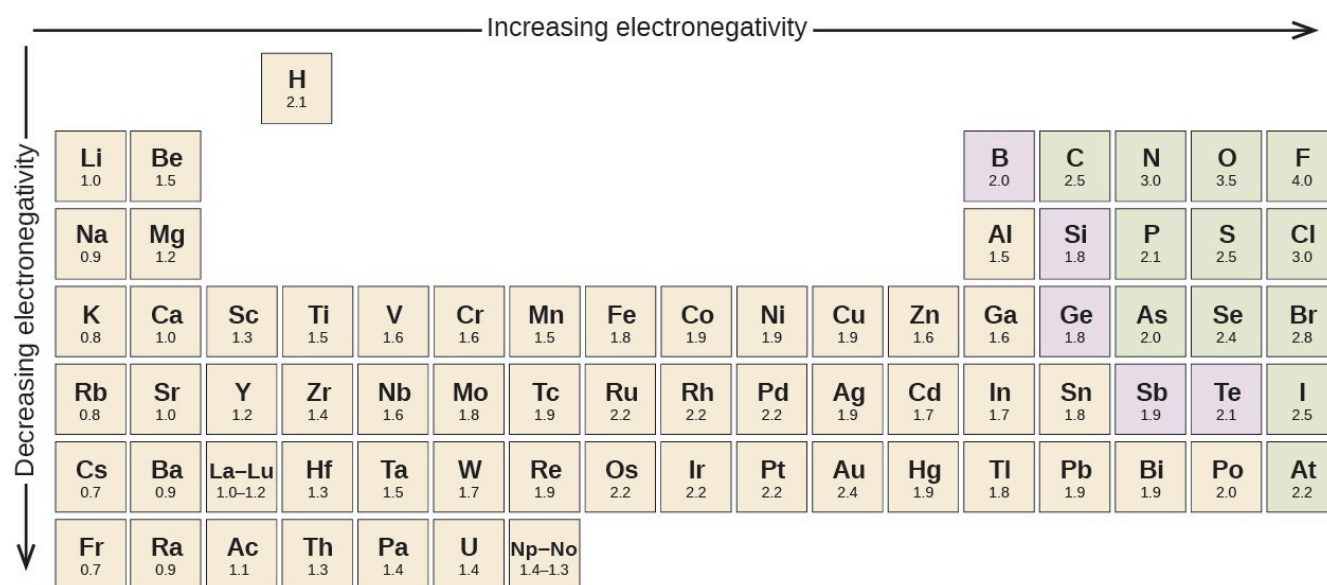 Increasing electronegativity
Decreasing electronegativity
H
2.1
Li Be B C N O F
1.0 1.5 2.0 2.5 3.0 3.5 4.0
Na Mg Al Si P S Cl
0.9 1.2 1.5 1.8 2.1 2.5 3.0
K Ca Sc Ti V Cr Mn Fe Co Ni Cu Zn Ga Ge As Se Br
0.8 1.0 1.3 1.5 1.6 1.6 1.5 1.8 1.9 1.9 1.9 1.6 1.6 1.8 2.0 2.4 2.8
Rb Sr Y Zr Nb Mo Tc Ru Rh Pd Ag Cd In Sn Sb Te I
0.8 1.0 1.2 1.4 1.6 1.8 1.9 2.2 2.2 2.2 1.9 1.7 1.7 1.8 1.9 2.1 2.5
Cs Ba La–Lu Hf Ta W Re Os Ir Pt Au Hg Tl Pb Bi Po At
0.7 0.9 1.0–1.2 1.3 1.5 1.7 1.9 2.2 2.2 2.2 2.4 1.9 1.8 1.9 1.9 2.0 2.2
Fr Ra Ac Th Pa U Np–No
0.7 0.9 1.1 1.3 1.4 1.4 1.4–1.3